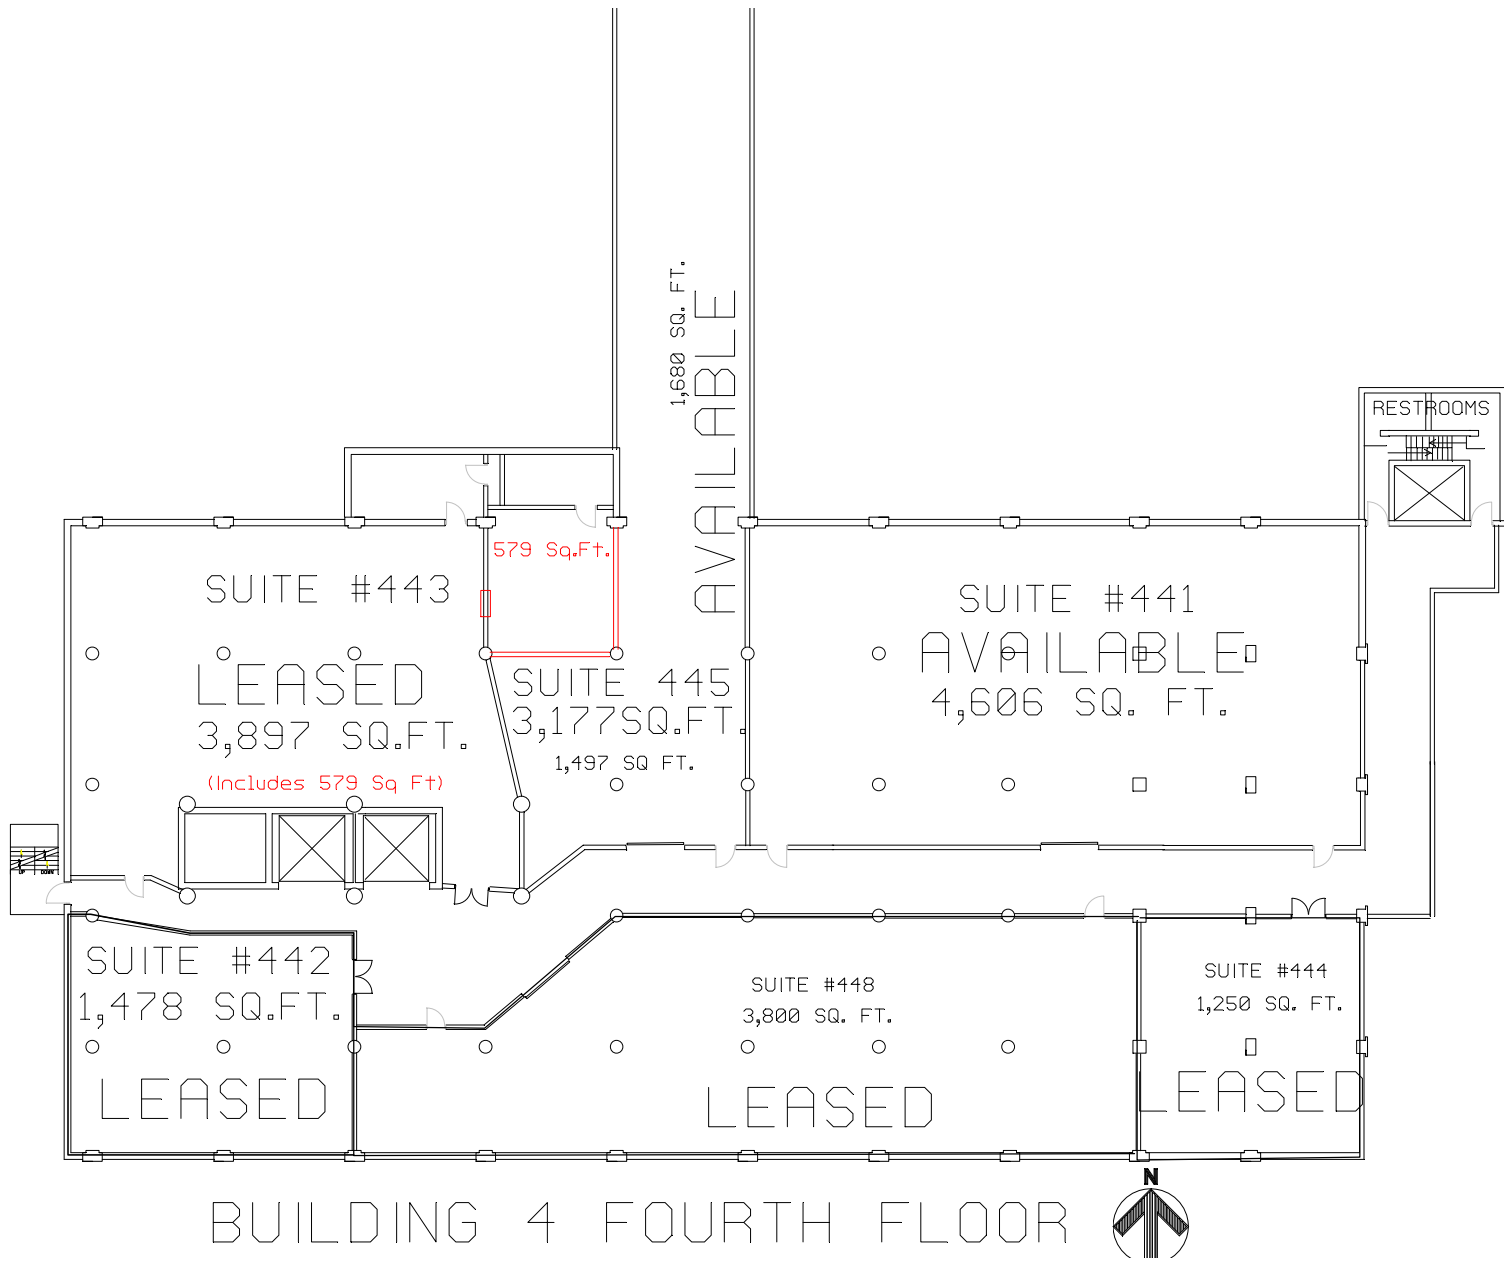 1,680 SQ. FT.
AVAILABLE
RESTROOMS
579 Sq.Ft.
SUITE #443
LEASED
3,897 SQ.FT.
(Includes 579 Sq Ft)
SUITE 445
3,177SQ.FT.
1,497 SQ FT.
SUITE #441
AVAILABLE
4,606 SQ. FT.
UP
DOWN
SUITE #442
1,478 SQ.FT.
LEASED
SUITE #448
3,800 SQ. FT.
LEASED
SUITE #444
1,250 SQ. FT.
LEASED
BUILDING 4 FOURTH FLOOR
N